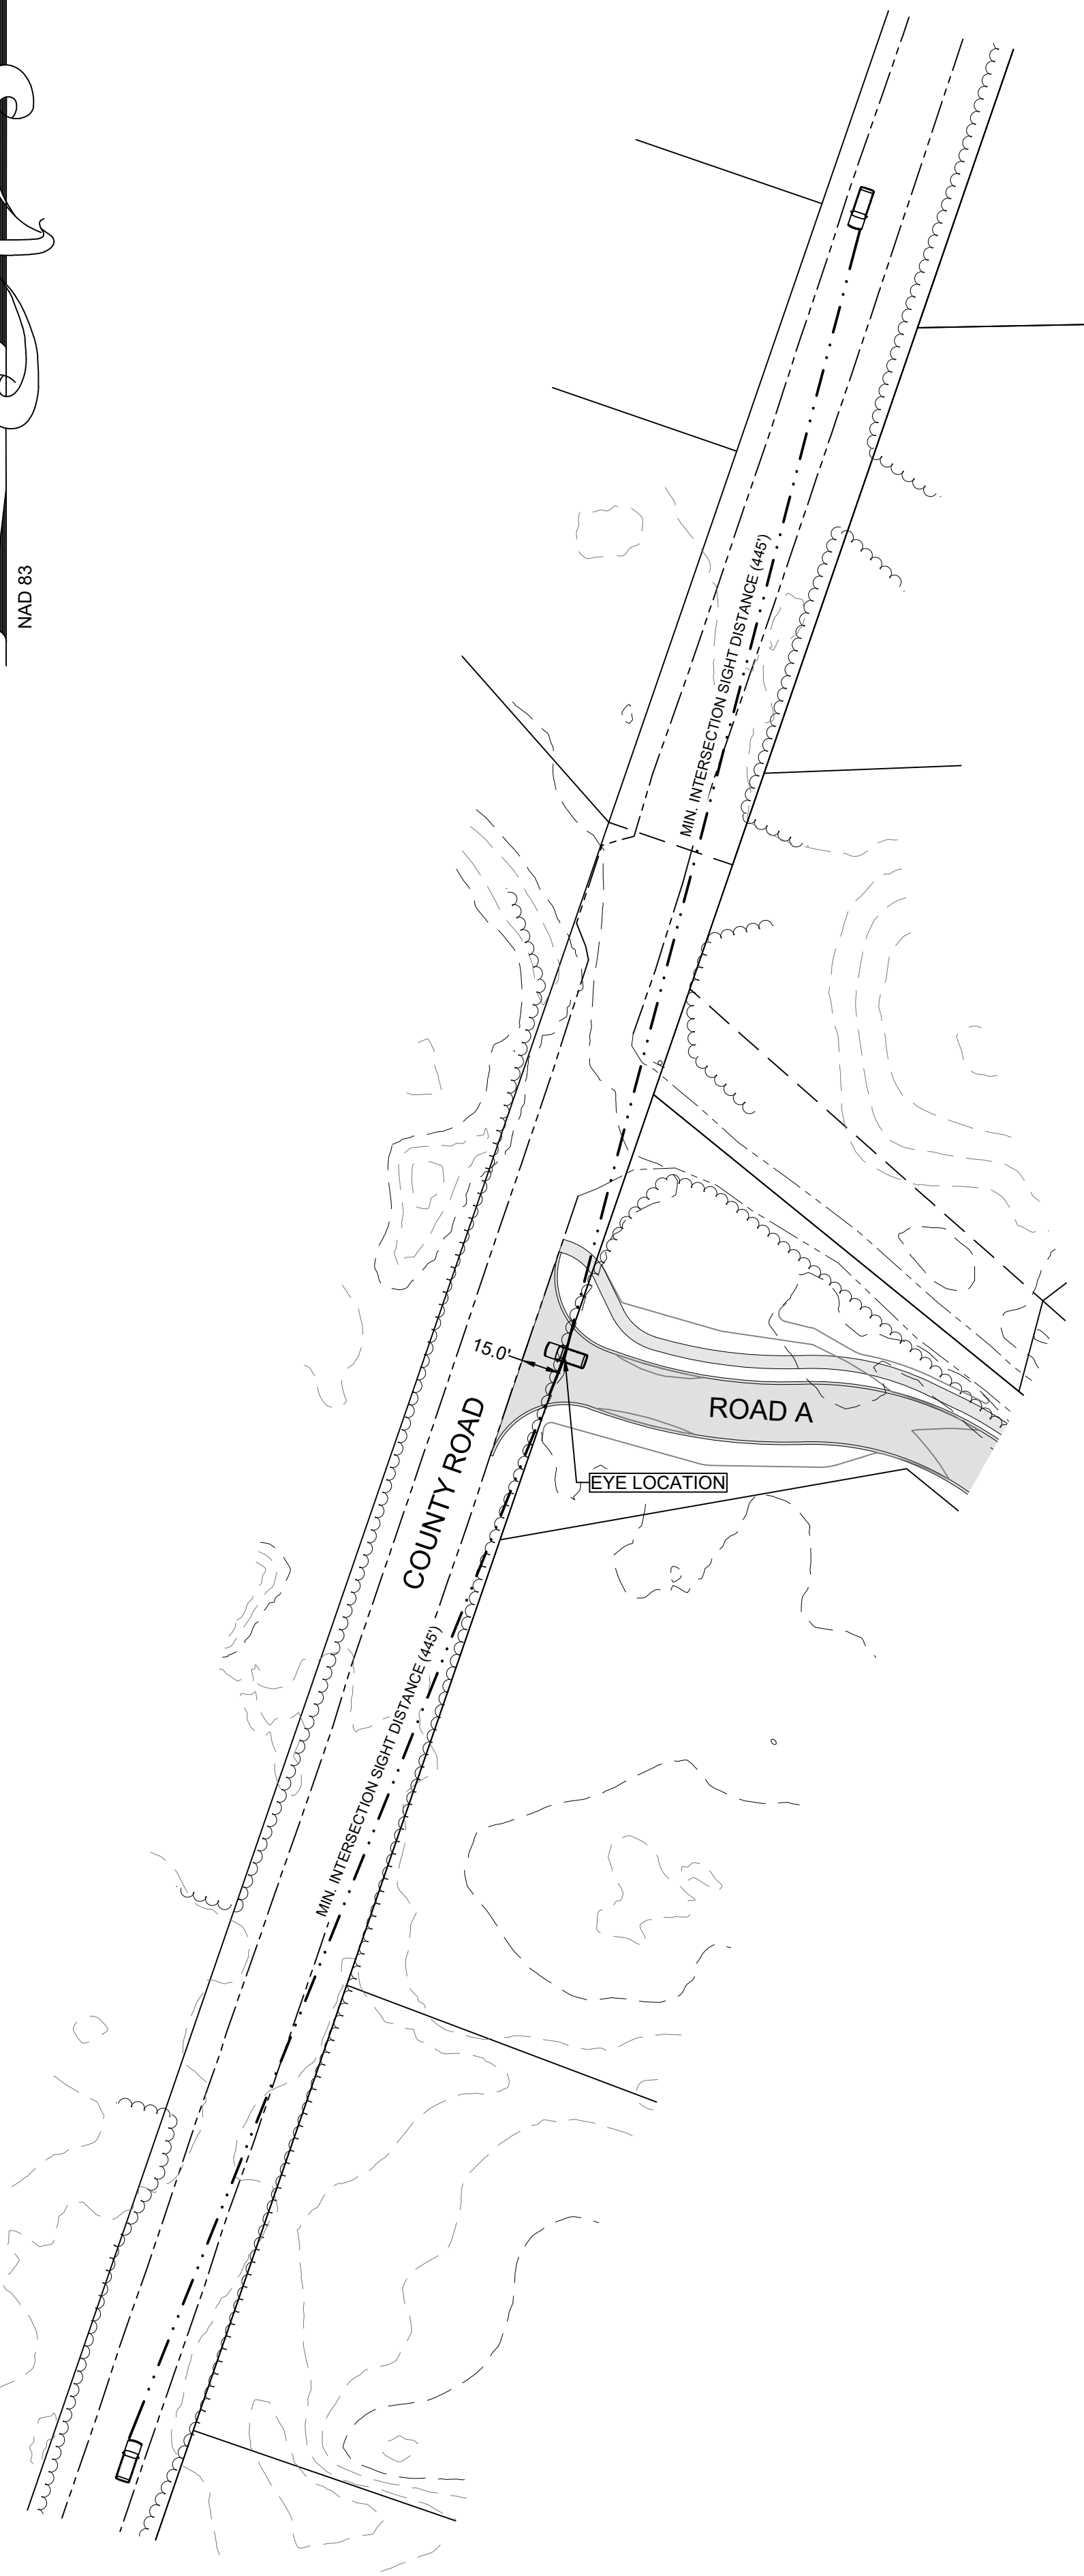 NAD 83
MIN. INTERSECTION SIGHT DISTANCE (445')
15.0'
ROAD A
COUNTY ROAD
EYE LOCATION
MIN. INTERSECTION SIGHT DISTANCE (445')